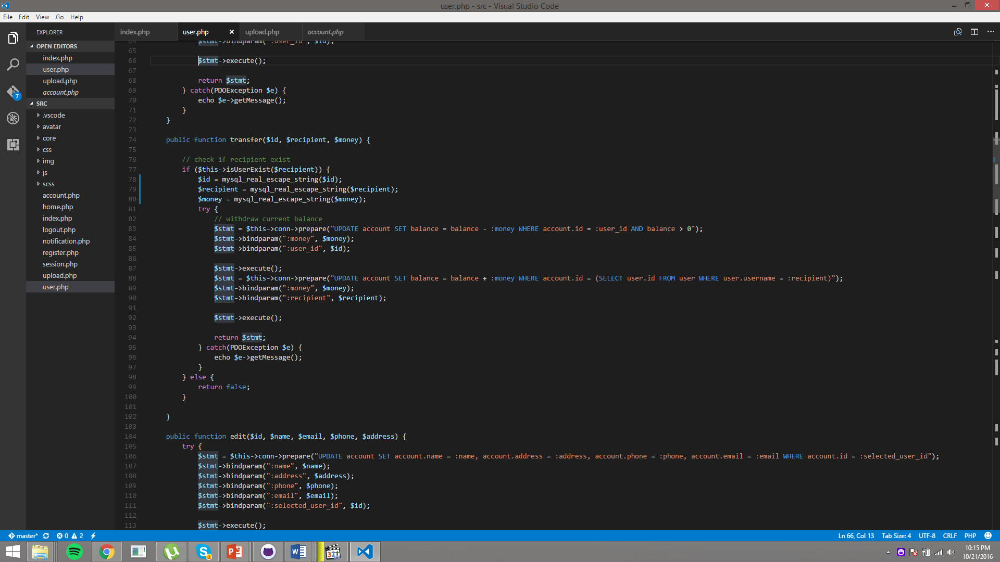 user.php - src - Visual Studio Code
File Edit View Go Help
EXPLORER
index.php user.php upload.php account.php
OPEN EDITORS
index.php
user.php
upload.php
account.php
7
SRC
.vscode
avatar
core
css
img
js
scss
account.php
home.php
index.php
logout.php
notification.php
register.php
session.php
upload.php
user.php
64 $stmt->bindparam(":user_id", $id);
65
66 $stmt->execute();
67
68 return $stmt;
69 } catch(PDOException $e) {
70 echo $e->getMessage();
71 }
72 }
73
74 public function transfer($id, $recipient, $money) {
75
76 // check if recipient exist
77 if ($this->isUserExist($recipient)) {
78 $id = mysql_real_escape_string($id);
79 $recipient = mysql_real_escape_string($recipient);
80 $money = mysql_real_escape_string($money);
81 try {
82 // withdraw current balance
83 $stmt = $this->conn->prepare("UPDATE account SET balance = balance - :money WHERE account.id = :user_id AND balance > 0");
84 $stmt->bindparam(":money", $money);
85 $stmt->bindparam(":user_id", $id);
86
87 $stmt->execute();
88 $stmt = $this->conn->prepare("UPDATE account SET balance = balance + :money WHERE account.id = (SELECT user.id FROM user WHERE user.username = :recipient)");
89 $stmt->bindparam(":money", $money);
90 $stmt->bindparam(":recipient", $recipient);
91
92 $stmt->execute();
93
94 return $stmt;
95 } catch(PDOException $e) {
96 echo $e->getMessage();
97 }
98 } else {
99 return false;
100 }
101
102 }
103
104 public function edit($id, $name, $email, $phone, $address) {
105 try {
106 $stmt = $this->conn->prepare("UPDATE account SET account.name = :name, account.address = :address, account.phone = :phone, account.email = :email WHERE account.id = :selected_user_id");
107 $stmt->bindparam(":name", $name);
108 $stmt->bindparam(":address", $address);
109 $stmt->bindparam(":phone", $phone);
110 $stmt->bindparam(":email", $email);
111 $stmt->bindparam(":selected_user_id", $id);
112
113 $stmt->execute();
master* 0 2 Ln 66, Col 13 Tab Size: 4 UTF-8 CRLF PHP
10:15 PM
10/21/2016